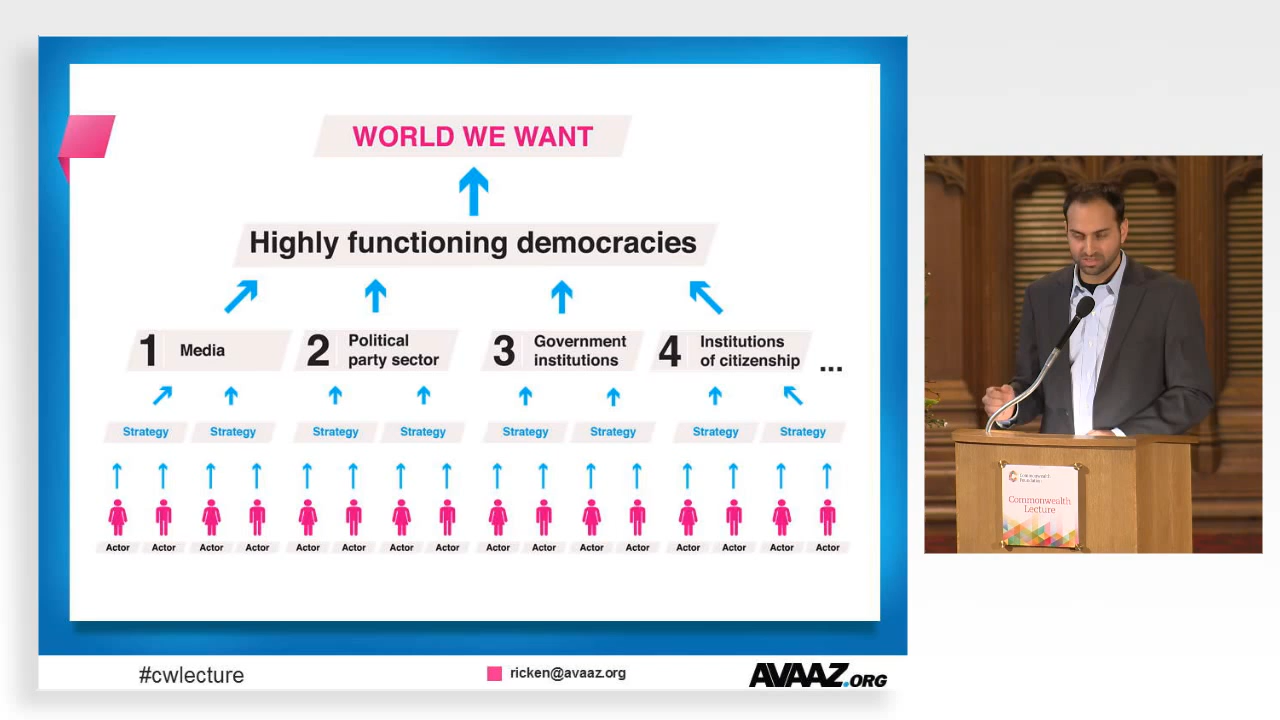 WORLD WE WANT
Highly functioning democracies
1 Media
2 Political
party sector
3 Government
institutions
4 Institutions
of citizenship
...
Strategy Strategy Strategy Strategy Strategy Strategy Strategy Strategy
Actor Actor Actor Actor Actor Actor Actor Actor Actor Actor Actor Actor Actor Actor Actor Actor
#cwlecture
ricken@avaaz.org
AVAAZ.ORG
Commonwealth
Foundation
Commonwealth
Lecture